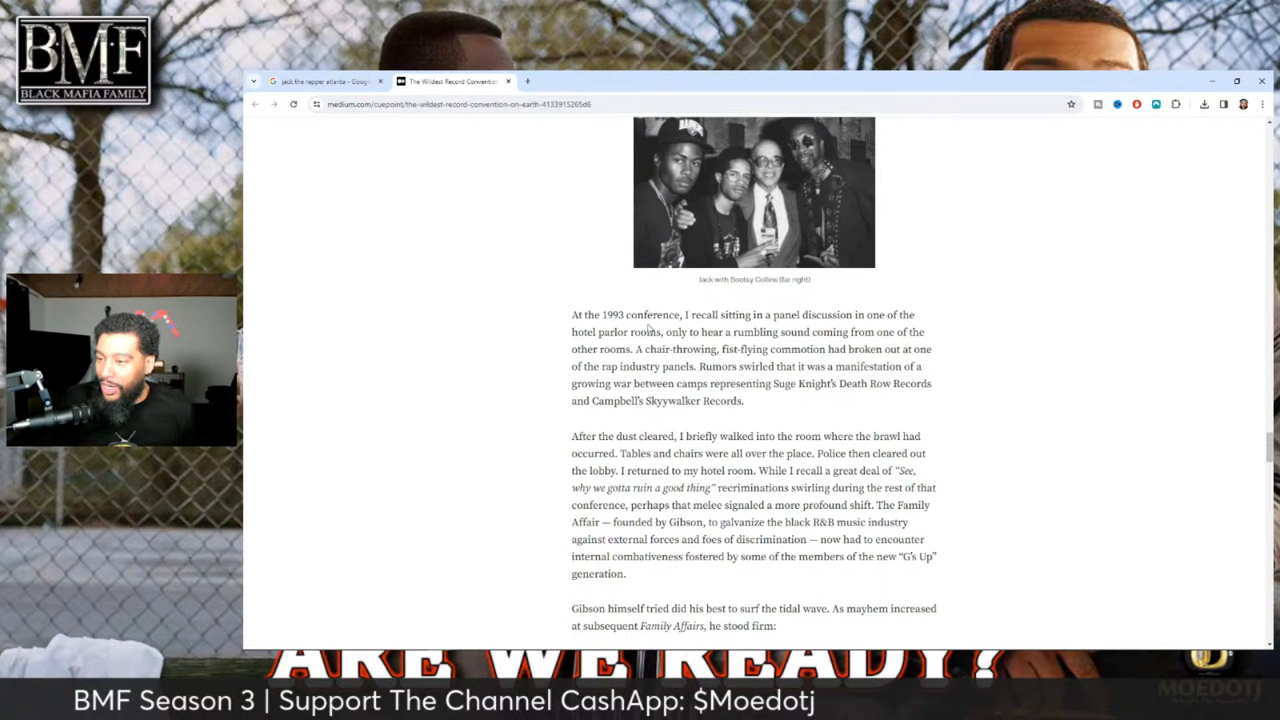 BMF
BLACK MAFIA FAMILY
jack the rapper atlanta - Goog
The Wildest Record Convention
medium.com/cuepoint/the-wildest-record-convention-on-earth-4133915265d6
RAIDERS
Jack with Bootsy Collins (far right)
At the 1993 conference, I recall sitting in a panel discussion in one of the
hotel parlor rooms, only to hear a rumbling sound coming from one of the
other rooms. A chair-throwing, fist-flying commotion had broken out at one
of the rap industry panels. Rumors swirled that it was a manifestation of a
growing war between camps representing Suge Knight's Death Row Records
and Campbell's Skyywalker Records.
After the dust cleared, I briefly walked into the room where the brawl had
occurred. Tables and chairs were all over the place. Police then cleared out
the lobby. I returned to my hotel room. While I recall a great deal of "See,
why we gotta ruin a good thing" recriminations swirling during the rest of that
conference, perhaps that melee signaled a more profound shift. The Family
Affair — founded by Gibson, to galvanize the black R&B music industry
against external forces and foes of discrimination — now had to encounter
internal combativeness fostered by some of the members of the new "G's Up"
generation.
Gibson himself tried did his best to surf the tidal wave. As mayhem increased
at subsequent Family Affairs, he stood firm:
ARE WE READY?
MOEDOTJ
BMF Season 3 | Support The Channel CashApp: $Moedotj